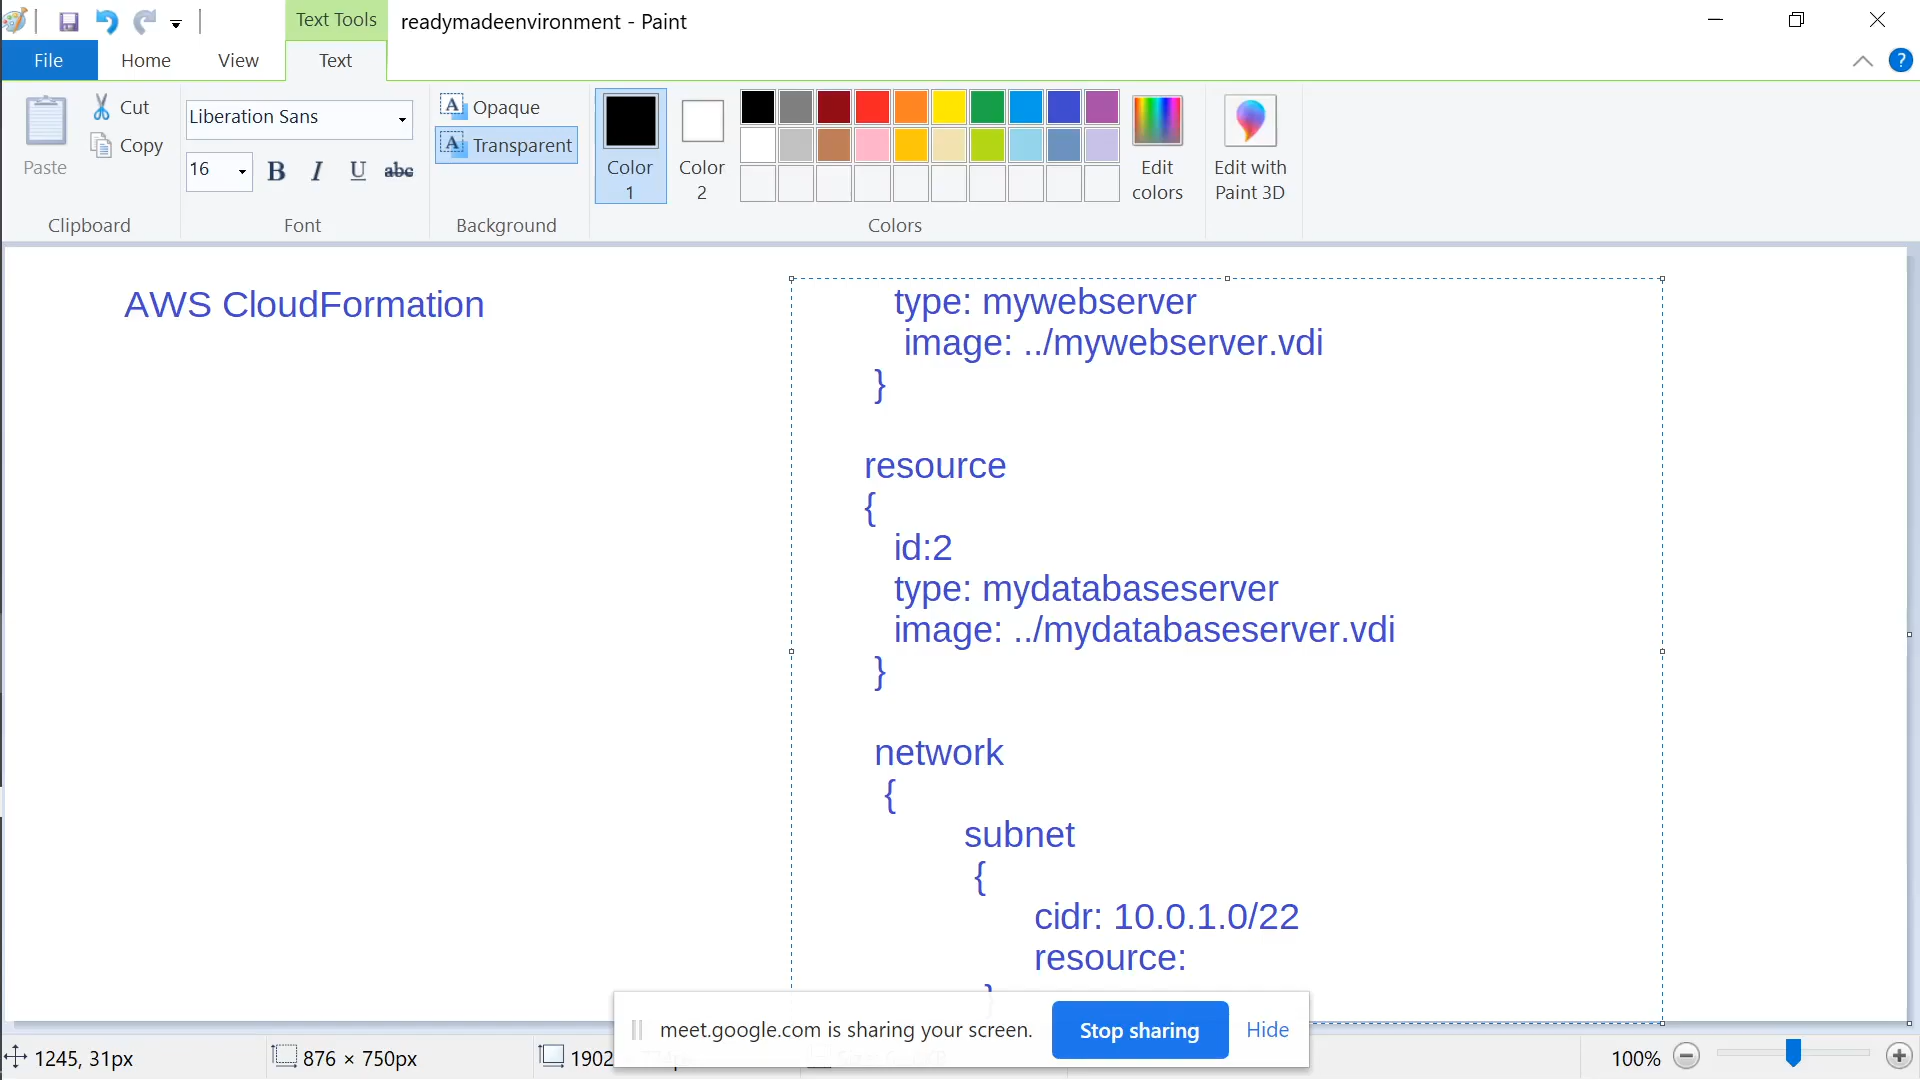 Text Tools
readymadeenvironment - Paint
File
Home
View
Text
Paste
Cut
Copy
Clipboard
Liberation Sans
16
B
I
U
abc
Font
A Opaque
A Transparent
Background
Color 1
Color 2
Edit colors
Colors
Edit with Paint 3D
?
AWS CloudFormation
type: mywebserver
image: ../mywebserver.vdi
}
resource
{
id:2
type: mydatabaseserver
image: ../mydatabaseserver.vdi
}
network
{
subnet
{
cidr: 10.0.1.0/22
resource:
meet.google.com is sharing your screen.
Stop sharing
Hide
1245, 31px
876 × 750px
1902
100%